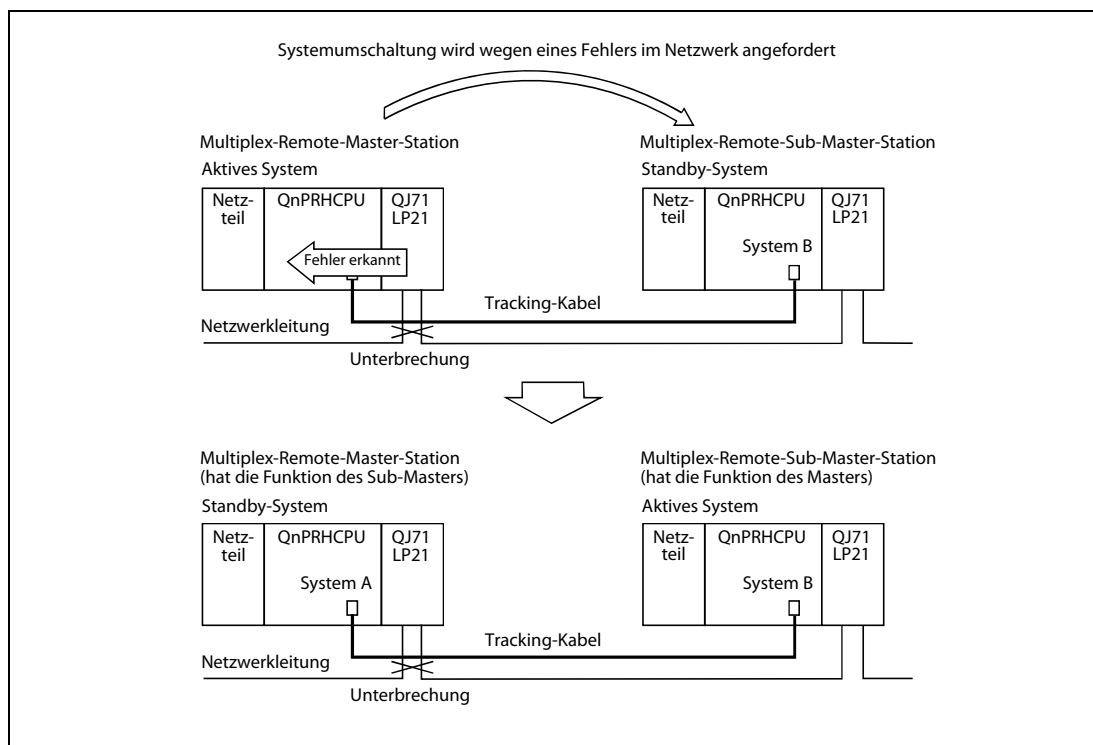 Systemumschaltung wird wegen eines Fehlers im Netzwerk angefordert
Multiplex-Remote-Master-Station
Aktives System
Netz-
teil
QnPRHCPU
QJ71
LP21
Fehler erkannt
Multiplex-Remote-Sub-Master-Station
Standby-System
Netz-
teil
QnPRHCPU
QJ71
LP21
System B
Tracking-Kabel
Netzwerkleitung
Unterbrechung
Multiplex-Remote-Master-Station
(hat die Funktion des Sub-Masters)
Standby-System
Netz-
teil
QnPRHCPU
QJ71
LP21
System A
Multiplex-Remote-Sub-Master-Station
(hat die Funktion des Masters)
Aktives System
Netz-
teil
QnPRHCPU
QJ71
LP21
System B
Tracking-Kabel
Netzwerkleitung
Unterbrechung